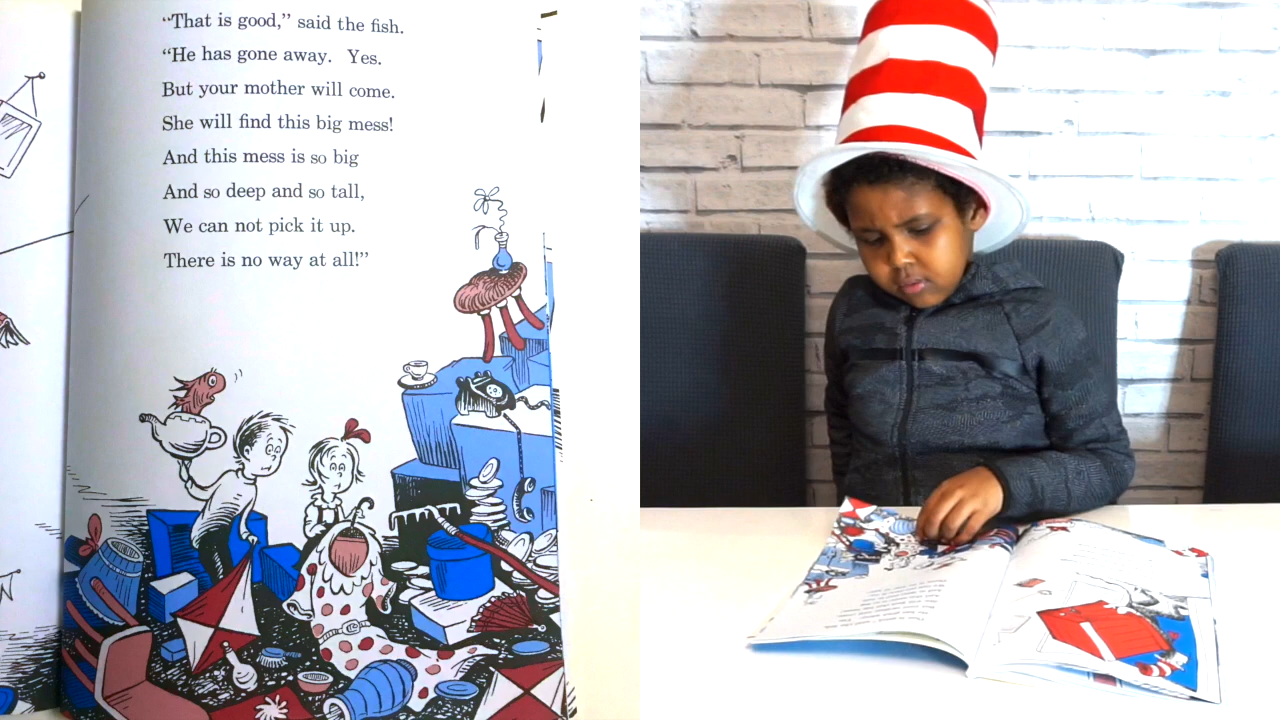 “That is good,” said the fish.
“He has gone away. Yes.
But your mother will come.
She will find this big mess!
And this mess is so big
And so deep and so tall,
We can not pick it up.
There is no way at all!”